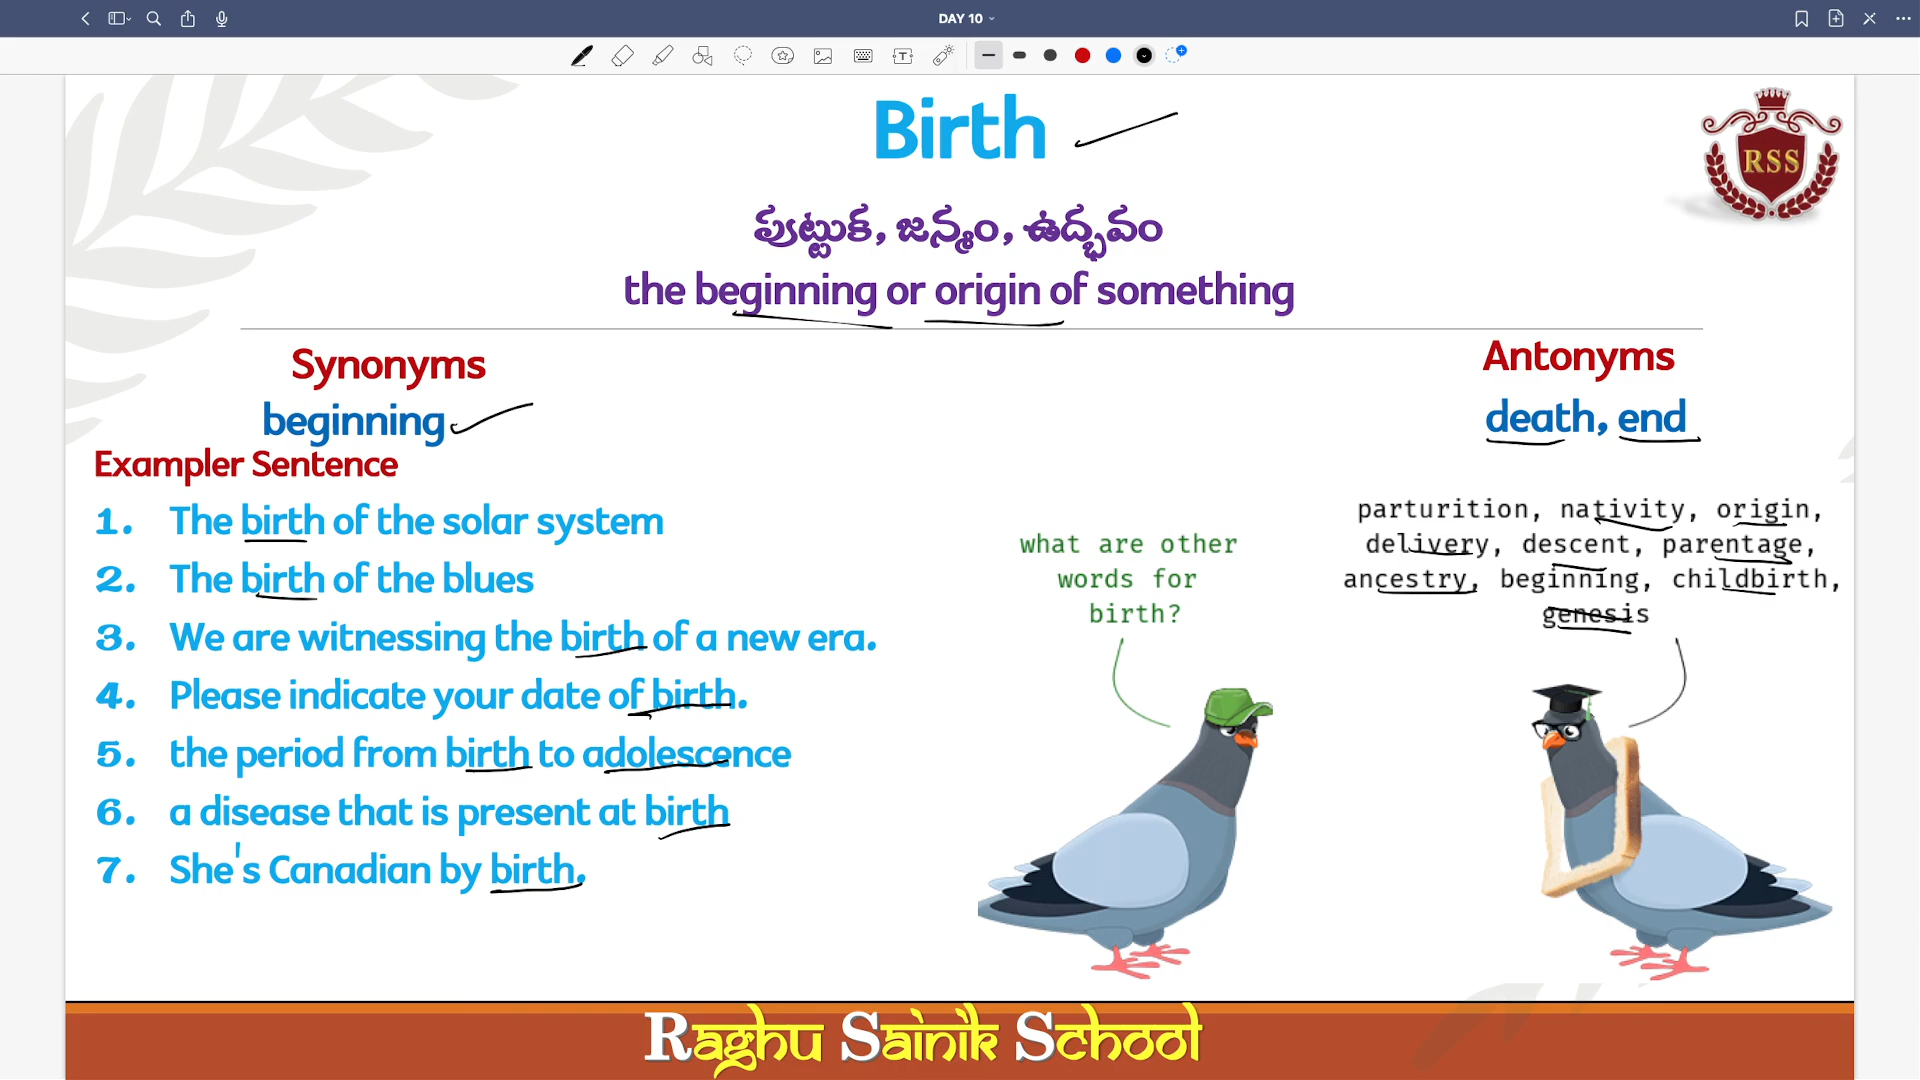 DAY 10
Birth
RSS
పుట్టుక, జన్మం, ఉద్భవం
the beginning or origin of something
Synonyms
beginning
Antonyms
death, end
Exampler Sentence
1. The birth of the solar system
2. The birth of the blues
3. We are witnessing the birth of a new era.
4. Please indicate your date of birth.
5. the period from birth to adolescence
6. a disease that is present at birth
7. She's Canadian by birth.
what are other
words for
birth?
parturition, nativity, origin,
delivery, descent, parentage,
ancestry, beginning, childbirth,
genesis
Raghu Sainik School